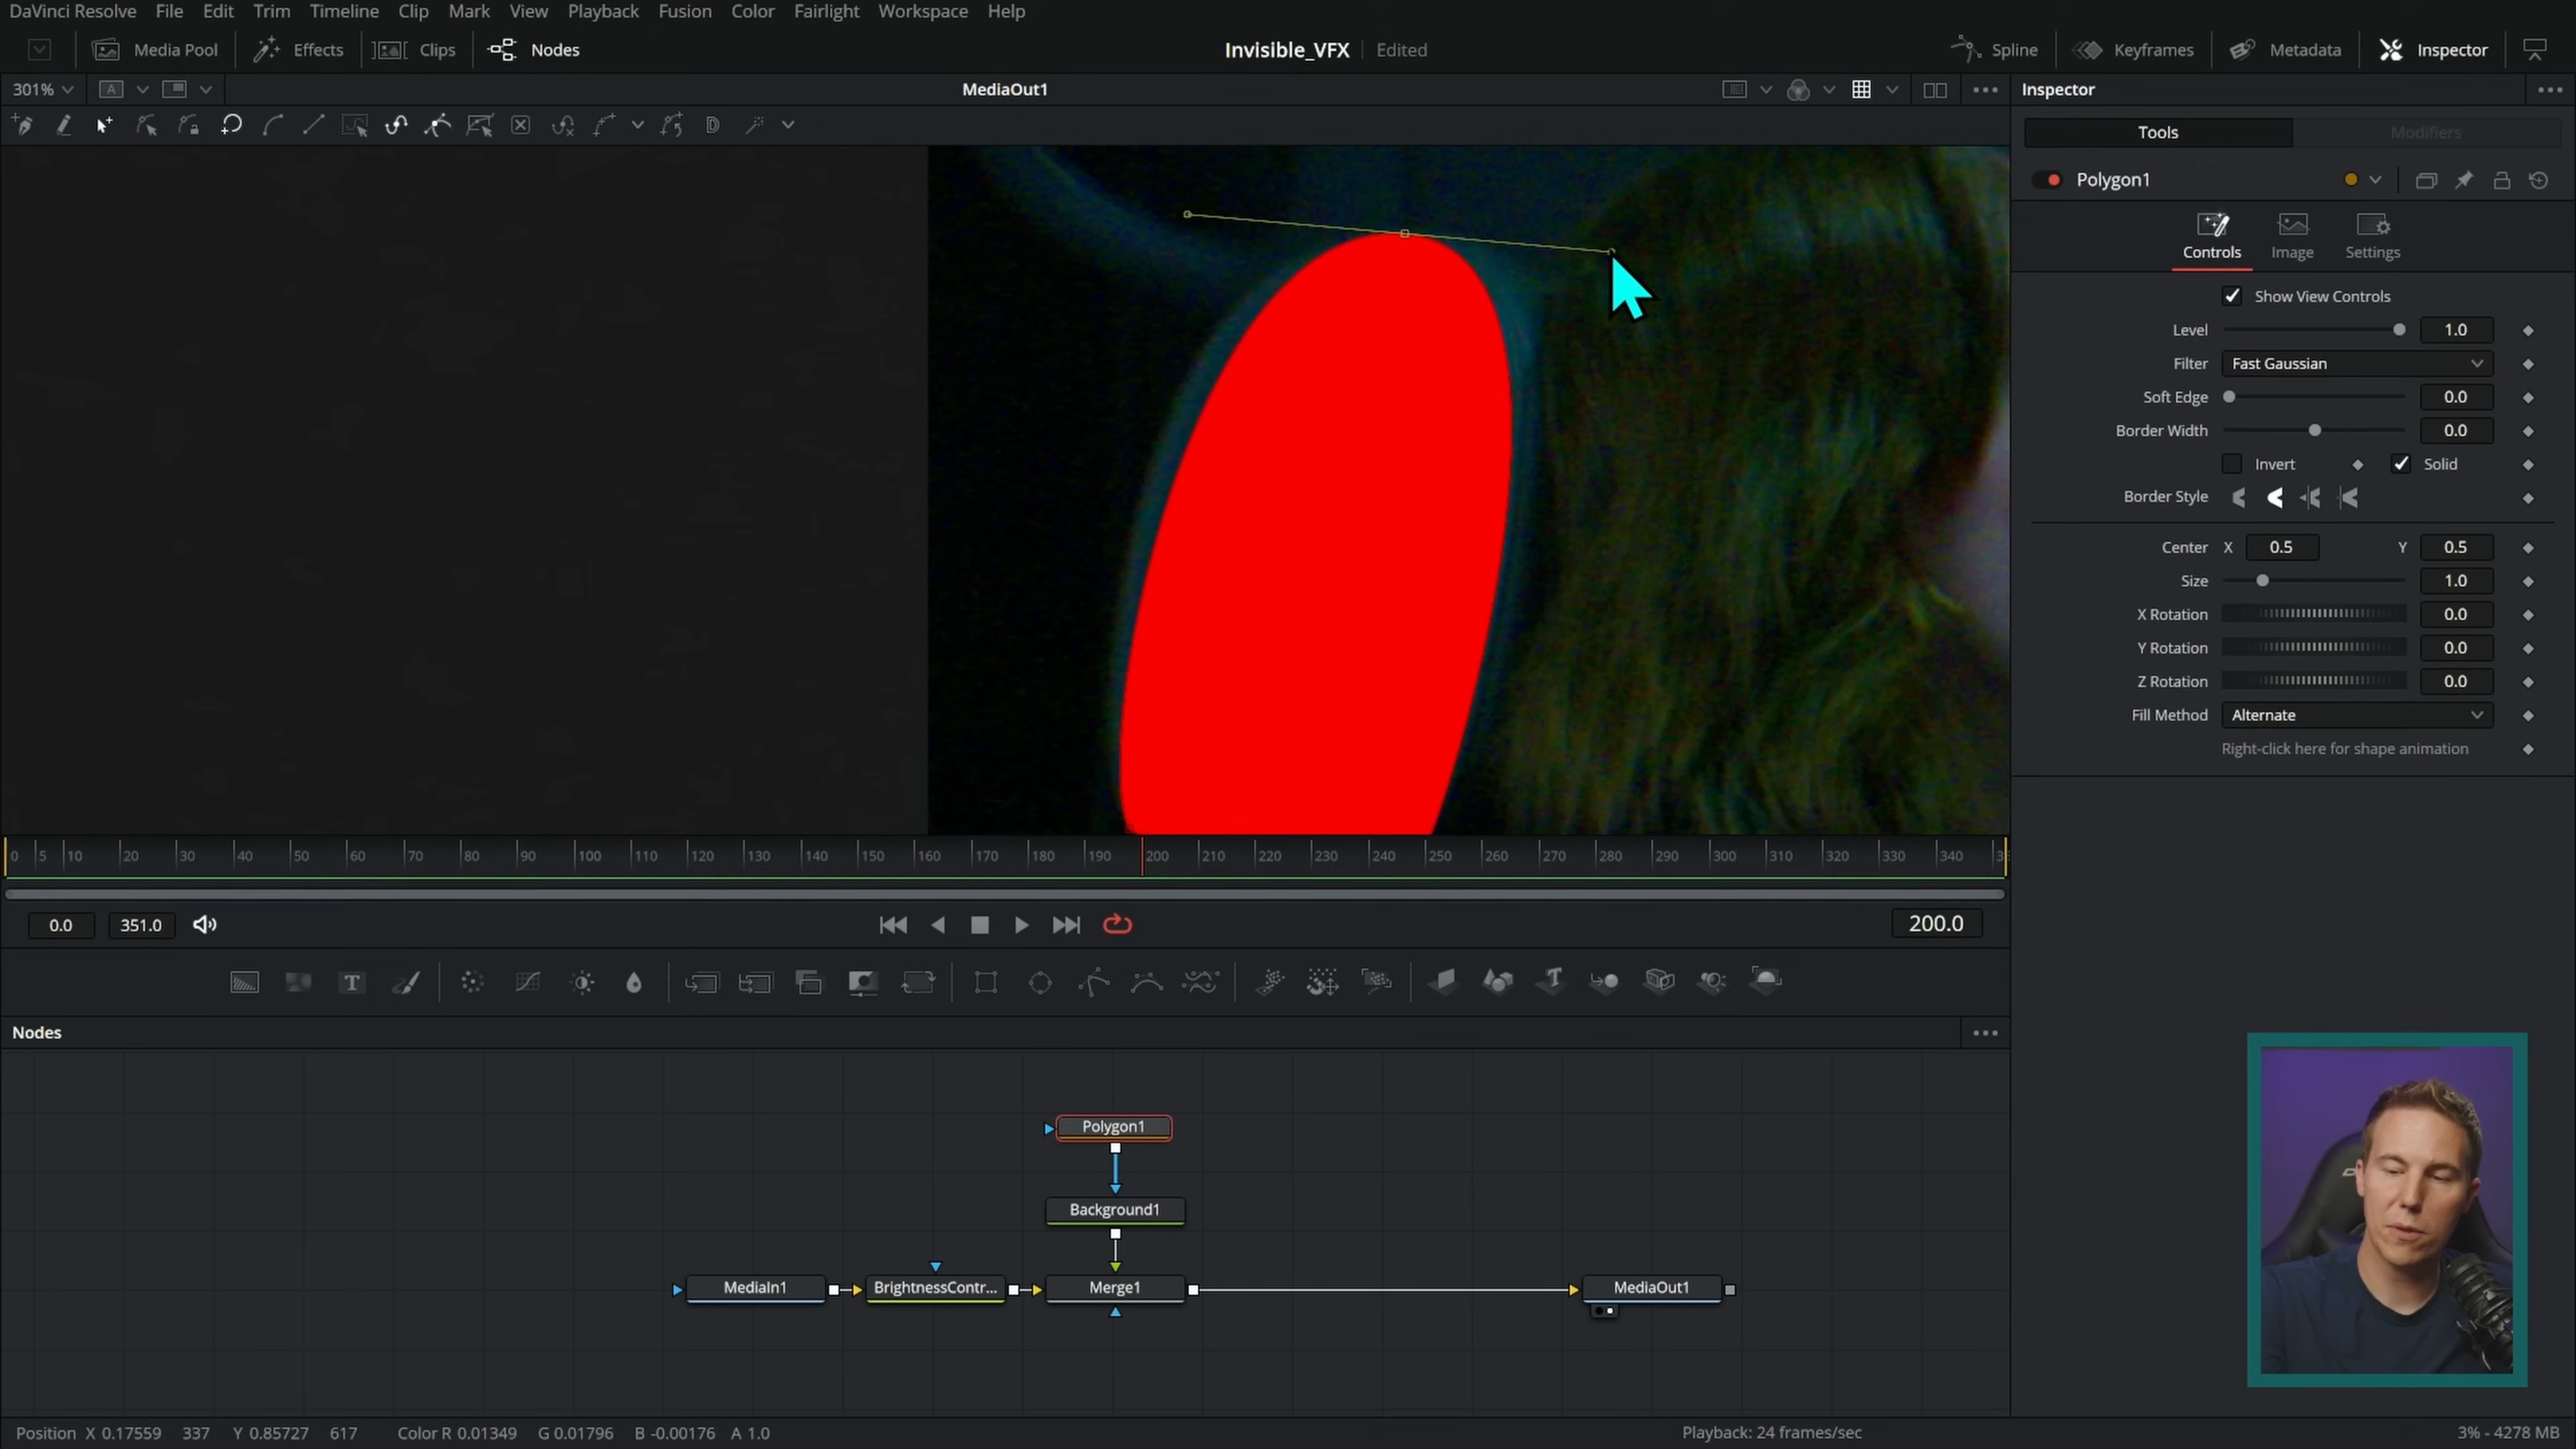 DaVinci Resolve File Edit Trim Timeline Clip Mark View Playback Fusion Color Fairlight Workspace Help
Media Pool Effects Clips Nodes Invisible_VFX Edited Spline Keyframes Metadata Inspector
301% A MediaOut1 Inspector
D
Tools Modifiers
Polygon1
Controls Image Settings
Show View Controls
Level 1.0
Filter Fast Gaussian
Soft Edge 0.0
Border Width 0.0
Invert Solid
Border Style
Center X 0.5 Y 0.5
Size 1.0
X Rotation 0.0
Y Rotation 0.0
Z Rotation 0.0
Fill Method Alternate
Right-click here for shape animation
0 5 10 20 30 40 50 60 70 80 90 100 110 120 130 140 150 160 170 180 190 200 210 220 230 240 250 260 270 280 290 300 310 320 330 340
0.0 351.0 200.0
T T
Nodes
Polygon1
Background1
MediaIn1 BrightnessContr... Merge1 MediaOut1
Position X 0.17559 337 Y 0.85727 617 Color R 0.01349 G 0.01796 B -0.00176 A 1.0 Playback: 24 frames/sec 3% - 4278 MB